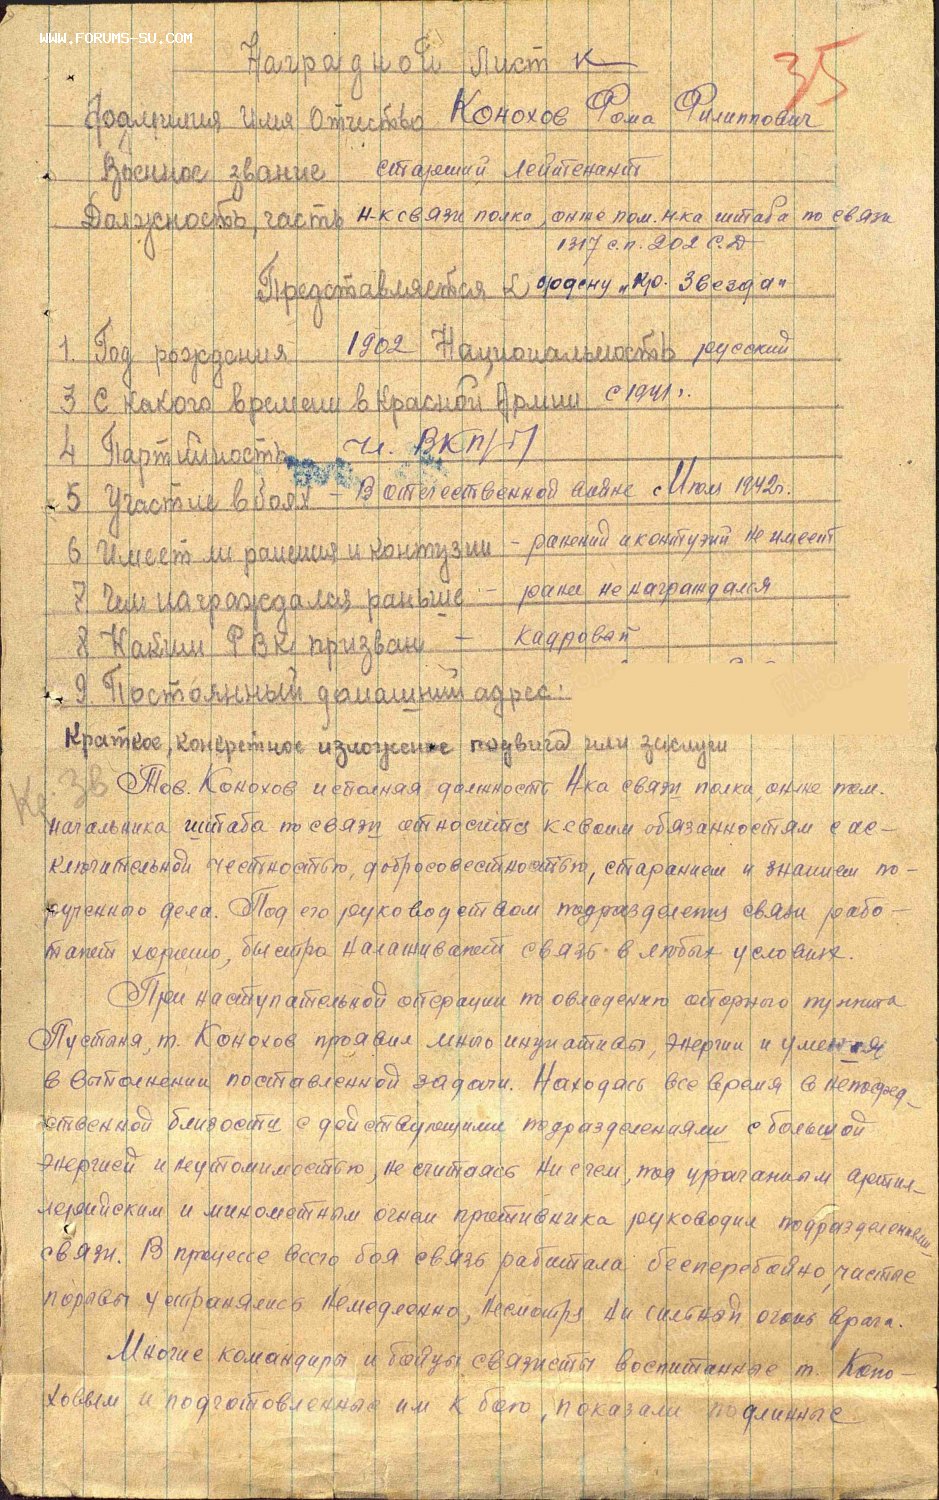 WWW.FORUMS-SU.COM
35
Наградной лист
Фамилия Имя Отчество Конохов Фома Филиппович
Военное звание старший лейтенант
Должность, часть н-к связи полка, он же пом. н-ка штаба по связи
1317 с.п. 202 С.Д
Представляется к ордену „Кр. Звезда"
1. Год рождения 1902 Национальность русский
3 С какого времени в Красной Армии с 1941 г.
4 Партийность чл. ВКП/б/
5 Участие в боях - В отечественной войне с Июля 1942г.
6 Имеет ли ранения и контузии - ранений и контузий не имеет
7. Чем награждался раньше - ранее не награждался
8 Каким РВК призван -
9 Постоянный домашний адрес:
Краткое, конкретное изложение подвига или заслуги
Кр. Зв
Тов. Конохов исполняя должность Н-ка связи полка, он же пом.
начальника штаба по связи относится к своим обязанностям с ис-
ключительной честностью, добросовестностью, старанием и знанием по-
рученного дела. Под его руководством подразделения связи рабо-
тают хорошо, быстро налаживают связь в любых условиях.
При наступательной операции по овладению опорного пункта
Пустыня, т. Конохов проявил много инициативы, энергии и умения
в выполнении поставленной задачи. Находясь все время в непосред-
ственной близости с действующими подразделениями с большой
энергией и неутомимостью, не считаясь ни с чем, под ураганным артил-
лерийским и минометным огнем противника руководил подразделениями
связи. В процессе всего боя связь работала бесперебойно, частые
порывы устранялись немедленно, несмотря на сильный огонь врага.
Многие командиры и бойцы связисты воспитанные т. Коно-
ховым и подготовленные им к бою, показали подлинные